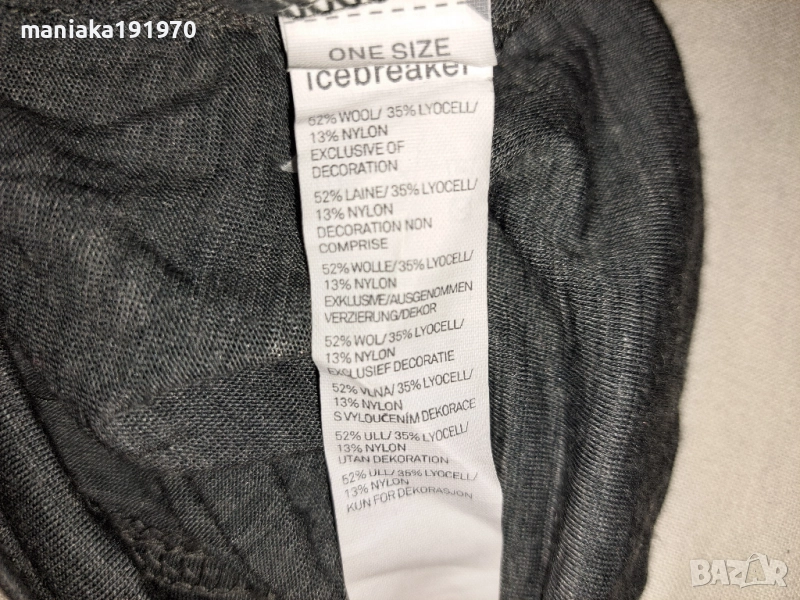 maniaka191970
ONE SIZE
icebreaker
52% WOOL/ 35% LYOCELL/
13% NYLON
EXCLUSIVE OF
DECORATION
52% LAINE/ 35% LYOCELL/
13% NYLON
DECORATION NON
COMPRISE
52% WOLLE/ 35% LYOCELL/
13% NYLON
EXKLUSIVE/AUSGENOMMEN
VERZIERUNG/DEKOR
52% WOL/ 35% LYOCELL/
13% NYLON
EXCLUSIEF DECORATIE
52% VLNA/ 35% LYOCELL/
13% NYLON
S VYLOUČENÍM DEKORACE
52% ULL/ 35% LYOCELL/
13% NYLON
UTAN DEKORATION
52% ULL/ 35% LYOCELL/
13% NYLON
KUN FOR DEKORASJON
BAZAR